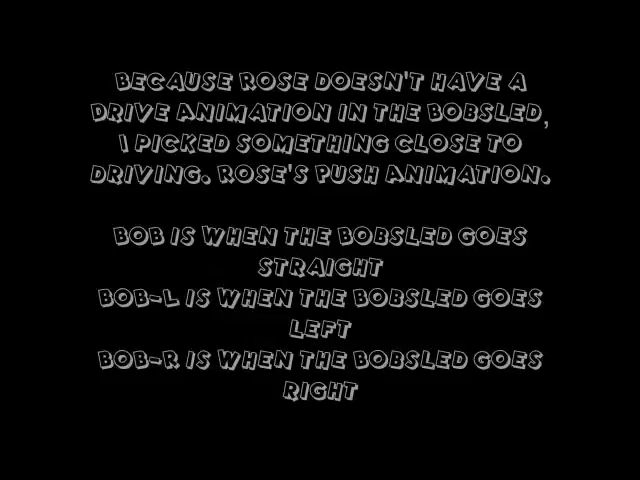 BECAUSE ROSE DOESN'T HAVE A
DRIVE ANIMATION IN THE BOBSLED,
I PICKED SOMETHING CLOSE TO
DRIVING. ROSE'S PUSH ANIMATION.
BOB IS WHEN THE BOBSLED GOES
STRAIGHT
BOB-L IS WHEN THE BOBSLED GOES
LEFT
BOB-R IS WHEN THE BOBSLED GOES
RIGHT